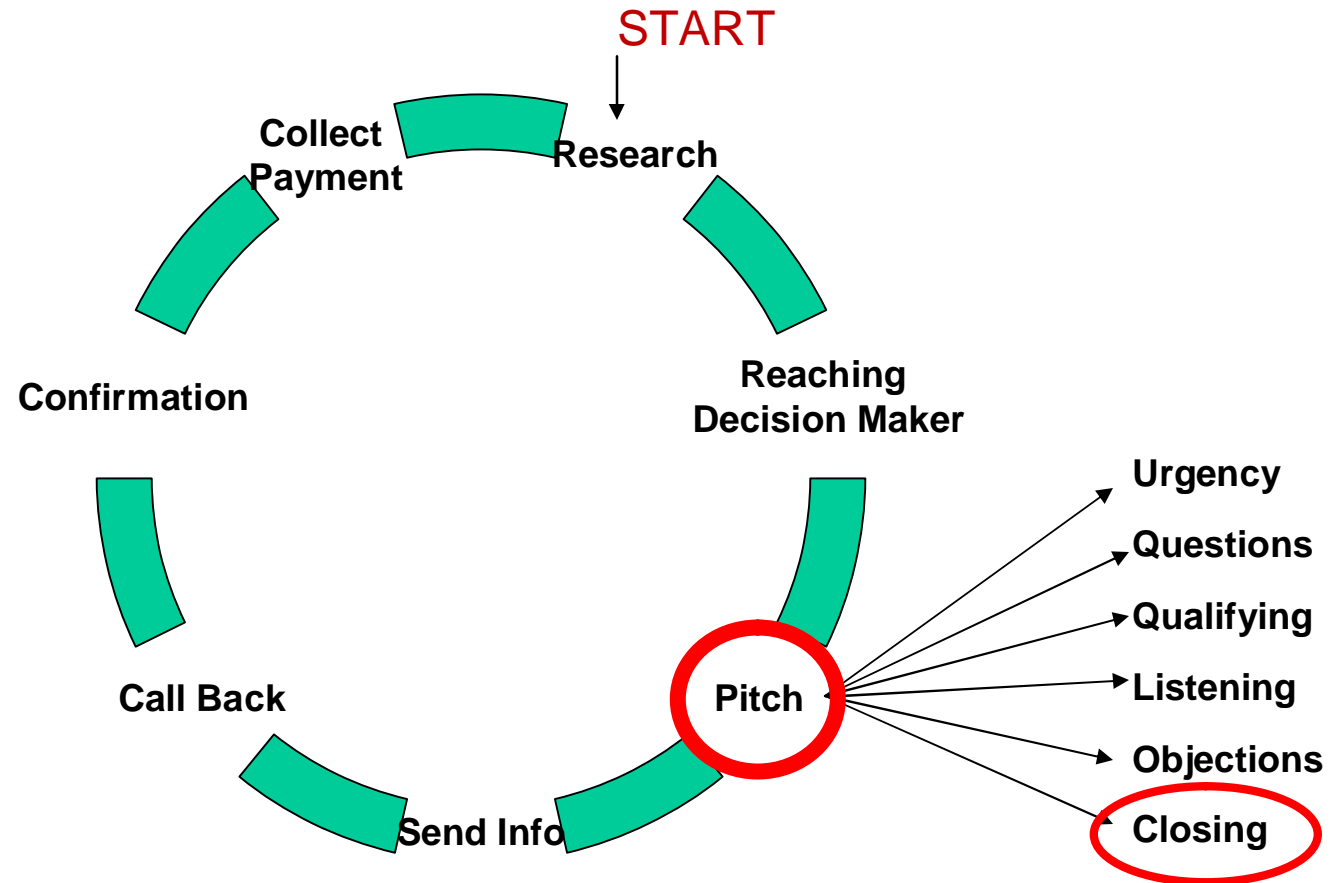 START
Research
Reaching
Decision Maker
Pitch
Urgency
Questions
Qualifying
Listening
Objections
Closing
Send Info
Call Back
Confirmation
Collect
Payment